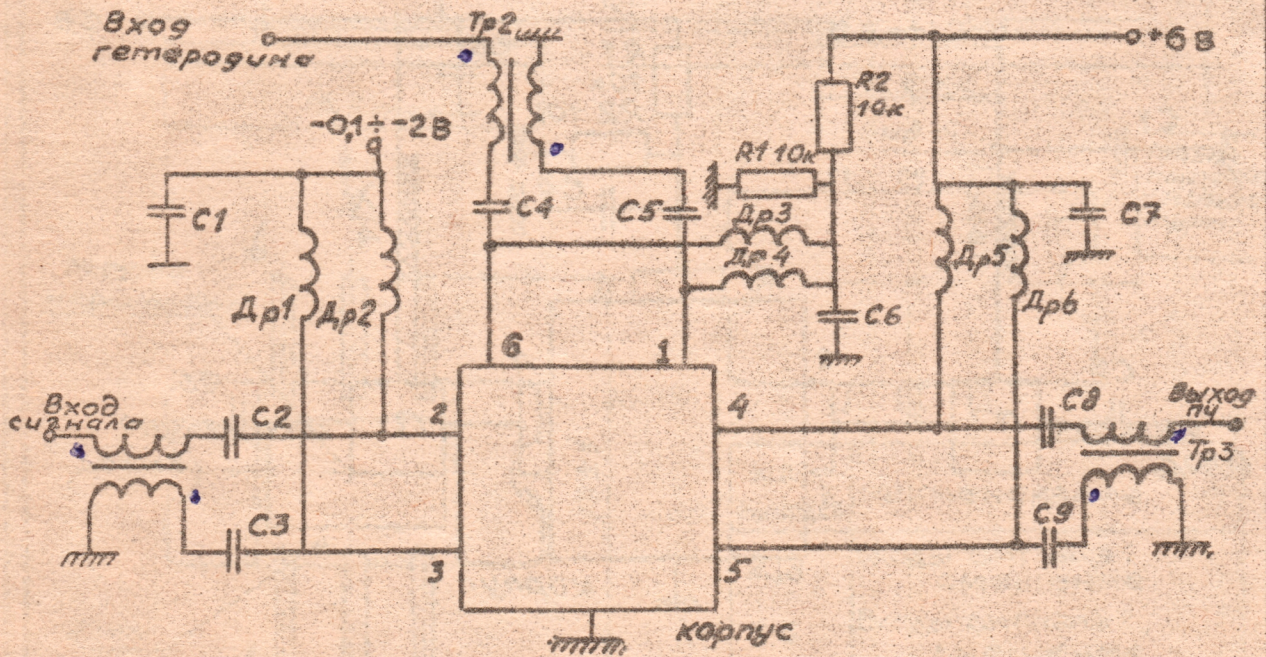 Вход
гетеродина
Тр2
+6 В
R2
10к
-0,1÷-2В
R1 10к
C1
C4
C5
Др3
Др4
C7
Др1
Др2
Др5
Др6
C6
6
1
Вход
сигнала
C2
2
4
C8
Выход
пч
Тр3
C3
3
5
C9
корпус